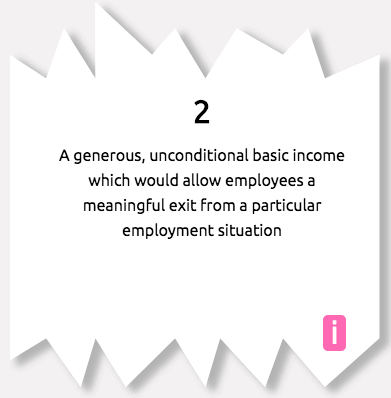 2
A generous, unconditional basic income
which would allow employees a
meaningful exit from a particular
employment situation
i